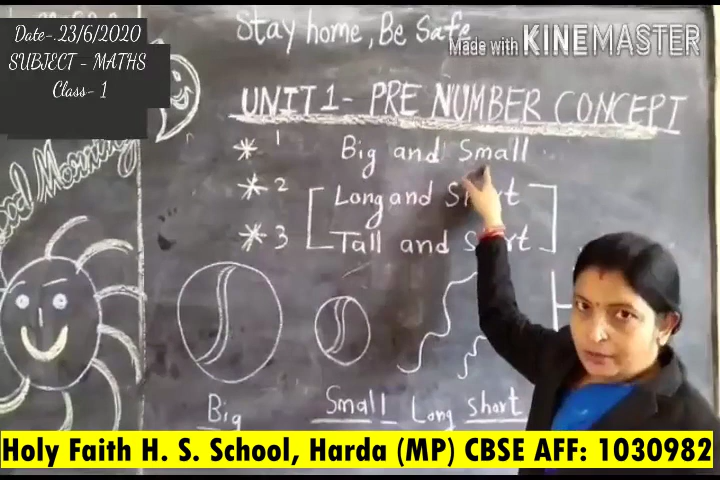 Date-.23/6/2020
SUBJECT - MATHS
Class- 1
Stay home, Be Safe
Made with KINEMASTER
UNIT 1- PRE NUMBER CONCEPT
Good Morning
* 1 Big and Small
* 2 Long and Short
* 3 Tall and Short
Big Small Long Short
Holy Faith H. S. School, Harda (MP) CBSE AFF: 1030982